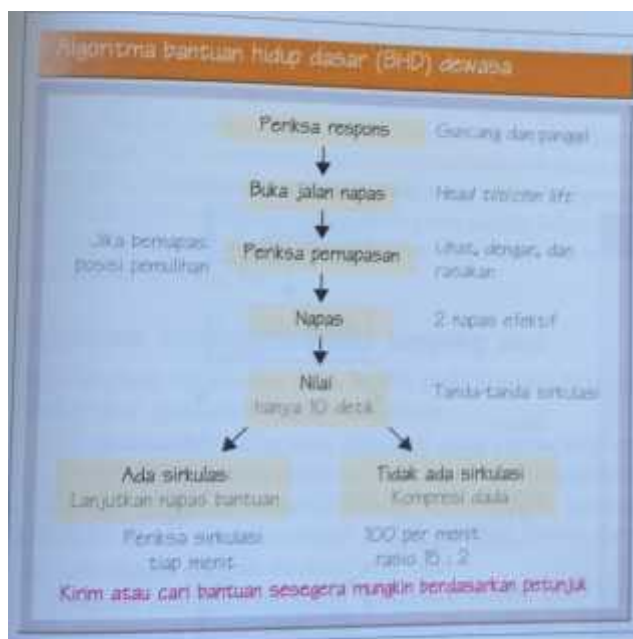 Algoritma bantuan hidup dasar (BHD) dewasa
Periksa respons
Guncang dan panggil
Buka jalan napas
Head tilt/chin lift
Jika bernapas:
posisi pemulihan
Periksa pernapasan
Lihat, dengar, dan
rasakan
Napas
2 napas efektif
Nilai
hanya 10 detik
Tanda-tanda sirkulasi
Ada sirkulasi
Lanjutkan napas bantuan
Periksa sirkulasi
tiap menit
Tidak ada sirkulasi
Kompresi dada
100 per menit
rasio 15 : 2
Kirim atau cari bantuan sesegera mungkin berdasarkan petunjuk